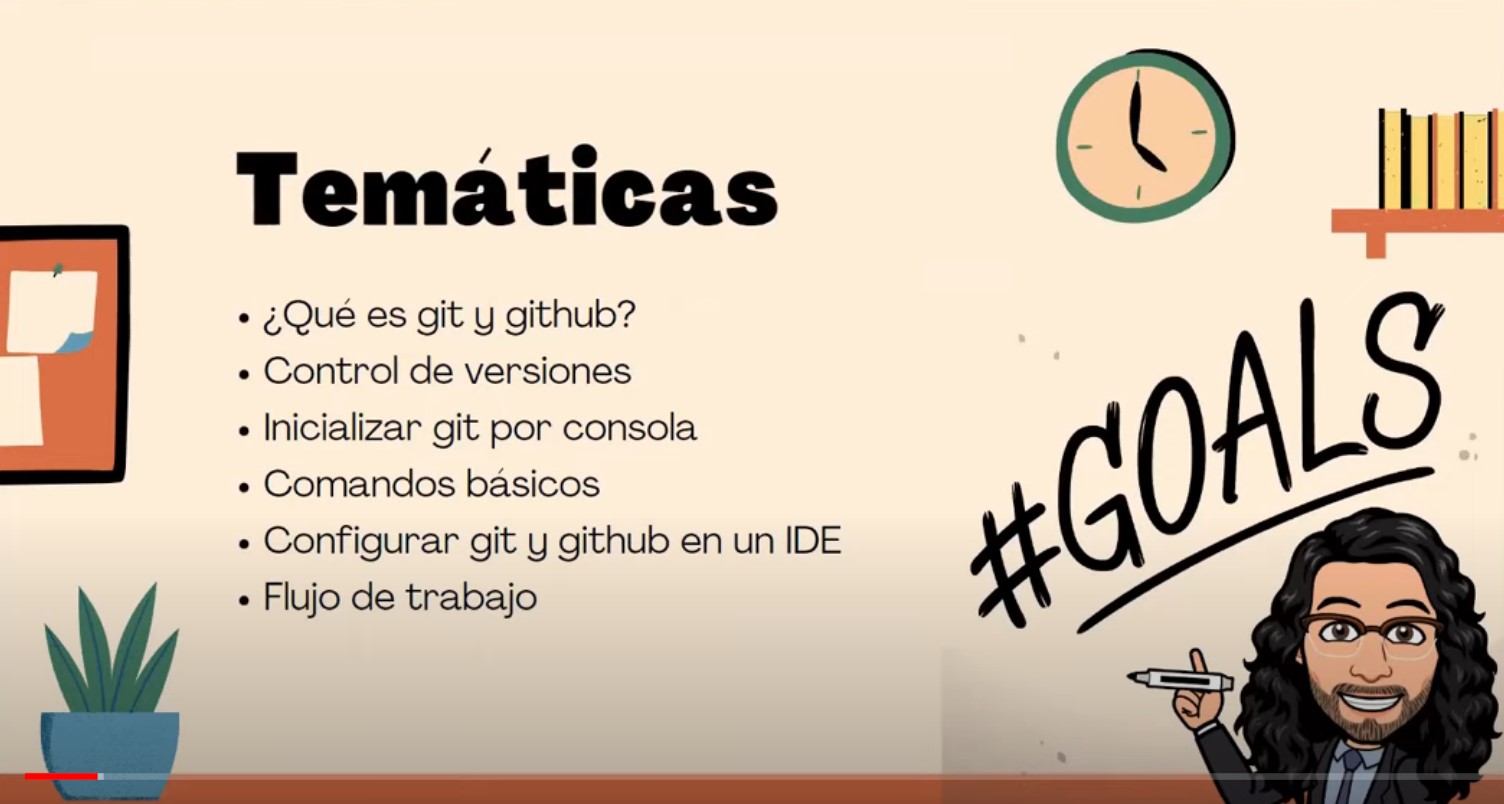 Temáticas
• ¿Qué es git y github?
• Control de versiones
• Inicializar git por consola
• Comandos básicos
• Configurar git y github en un IDE
• Flujo de trabajo
#GOALS